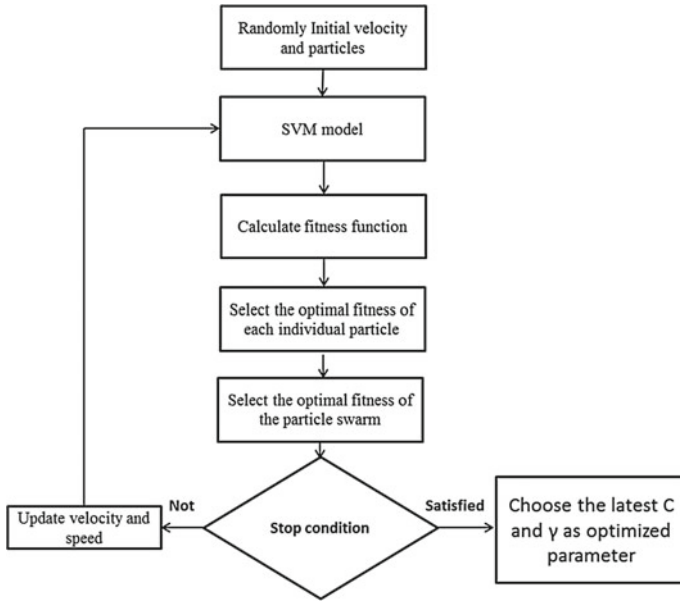 Randomly Initial velocity
and particles
SVM model
Calculate fitness function
Select the optimal fitness of
each individual particle
Select the optimal fitness of
the particle swarm
Stop condition
Not
Update velocity and
speed
Satisfied
Choose the latest C
and γ as optimized
parameter